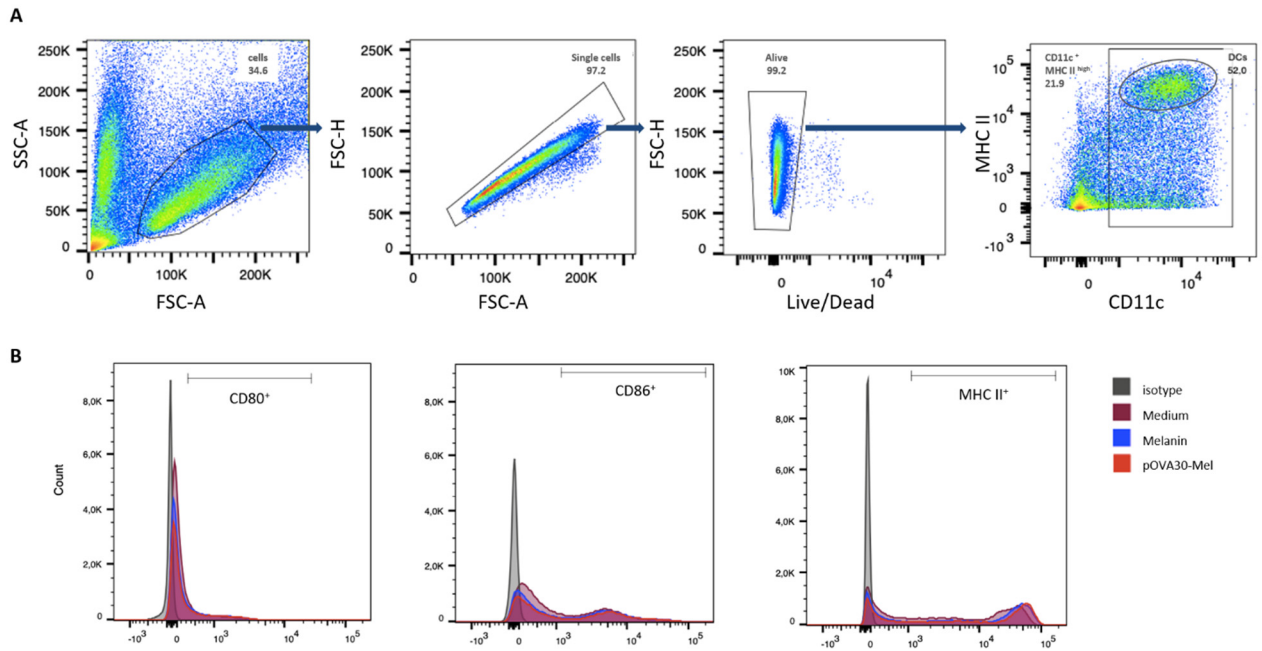 A
250K
200K
150K
100K
50K
0
SSC-A
cells
34.6
0 100K 200K
FSC-A
250K
200K
150K
100K
50K
0
FSC-H
Single cells
97.2
0 100K 200K
FSC-A
250K
200K
150K
100K
50K
0
FSC-H
Alive
99.2
0 10^4
Live/Dead
10^5
10^4
10^3
0
-10^3
MHC II
CD11c +
MHC II high
21.9
DCs
52,0
0 10^4
CD11c
B
8,0K
6,0K
4,0K
2,0K
0
Count
CD80+
-10^3 0 10^3 10^4 10^5
8,0K
6,0K
4,0K
2,0K
0
CD86+
-10^3 0 10^3 10^4 10^5
10K
8,0K
6,0K
4,0K
2,0K
0
MHC II+
-10^3 0 10^3 10^4 10^5
isotype
Medium
Melanin
pOVA30-Mel